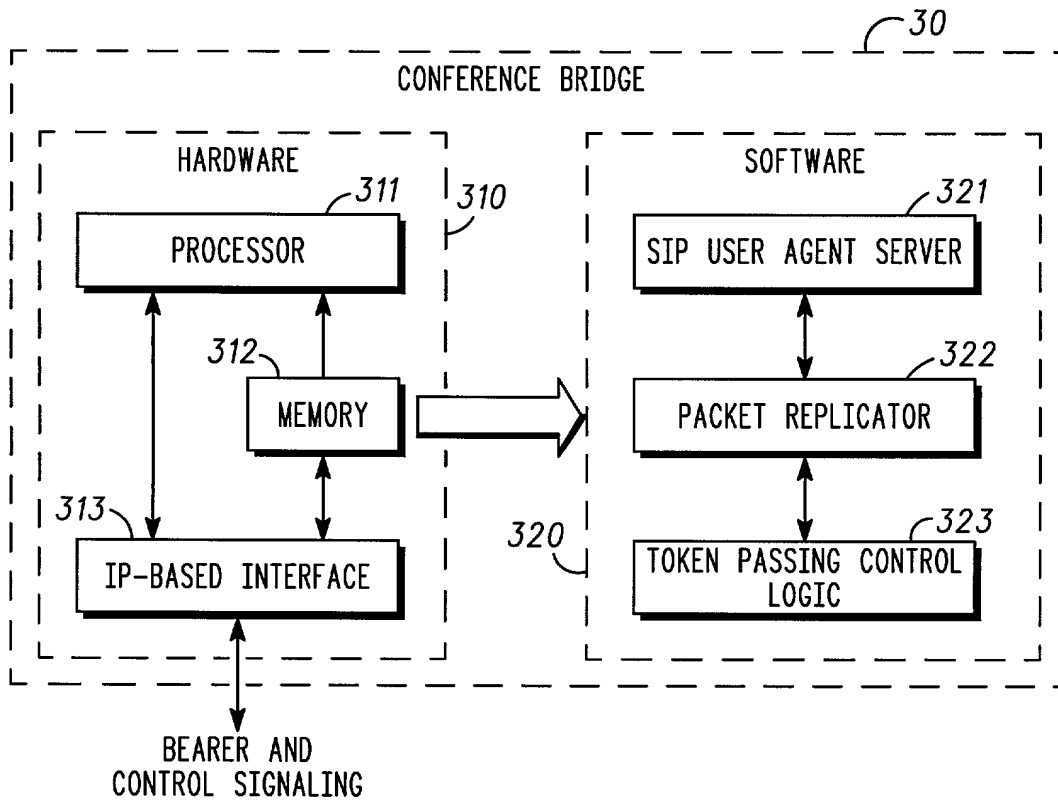 30
CONFERENCE BRIDGE
HARDWARE
311
310
PROCESSOR
312
MEMORY
313
IP-BASED INTERFACE
SOFTWARE
321
SIP USER AGENT SERVER
322
PACKET REPLICATOR
320
323
TOKEN PASSING CONTROL
LOGIC
BEARER AND
CONTROL SIGNALING